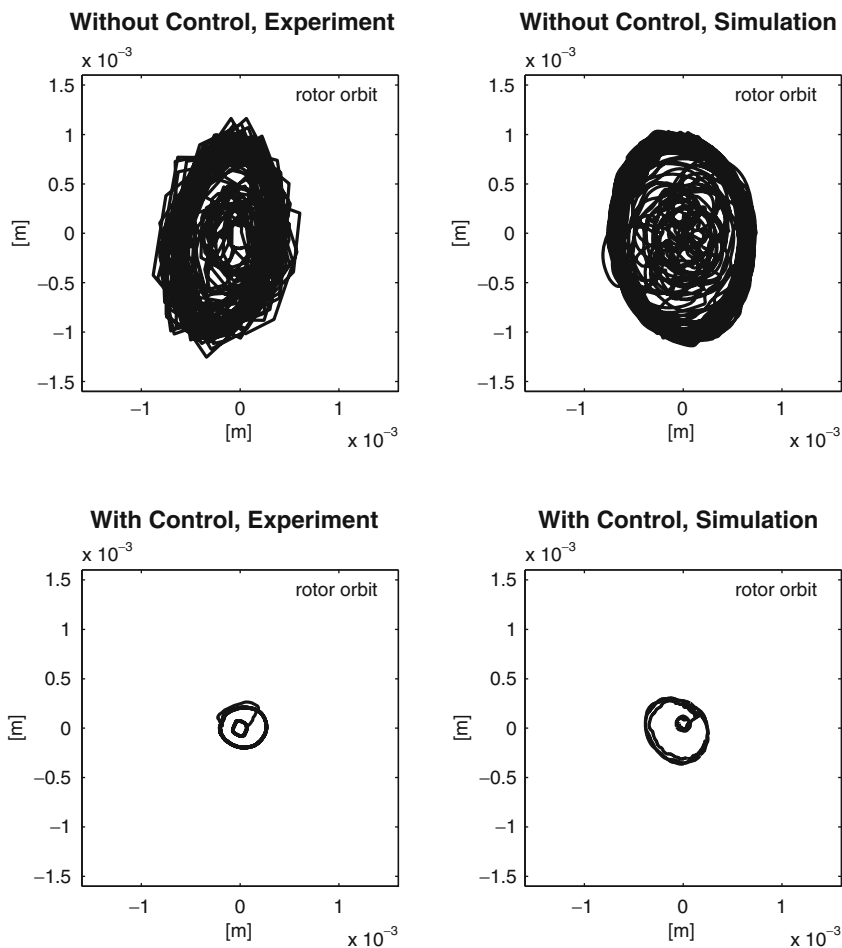 Without Control, Experiment
x 10⁻³
rotor orbit
1.5
1
0.5
0
−0.5
−1
−1.5
[m]
−1 0 1
[m]
x 10⁻³
Without Control, Simulation
x 10⁻³
rotor orbit
1.5
1
0.5
0
−0.5
−1
−1.5
[m]
−1 0 1
[m]
x 10⁻³
With Control, Experiment
x 10⁻³
rotor orbit
1.5
1
0.5
0
−0.5
−1
−1.5
[m]
−1 0 1
[m]
x 10⁻³
With Control, Simulation
x 10⁻³
rotor orbit
1.5
1
0.5
0
−0.5
−1
−1.5
[m]
−1 0 1
[m]
x 10⁻³